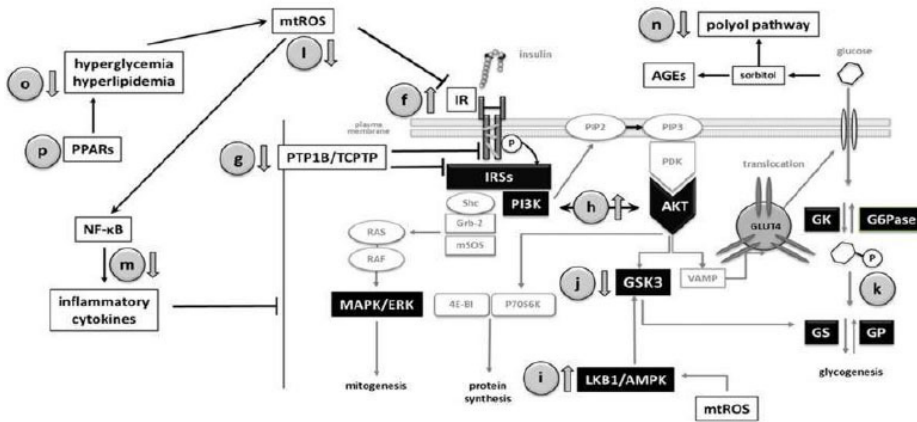 mtROS
l
o
hyperglycemia
hyperlipidemia
p
PPARs
NF-κB
m
inflammatory
cytokines
n
polyol pathway
AGEs
sorbitol
glucose
insulin
f
IR
plasma
membrane
g
PTP1B/TCPTP
P
IRSs
PI3K
Shc
Grb-2
mSOS
RAS
RAF
MAPK/ERK
mitogenesis
PIP2
PIP3
PDK
h
AKT
translocation
GLUT4
4E-BI
P70S6K
protein
synthesis
j
GSK3
VAMP
i
LKB1/AMPK
mtROS
GK
G6Pase
P
k
GS
GP
glycogenesis